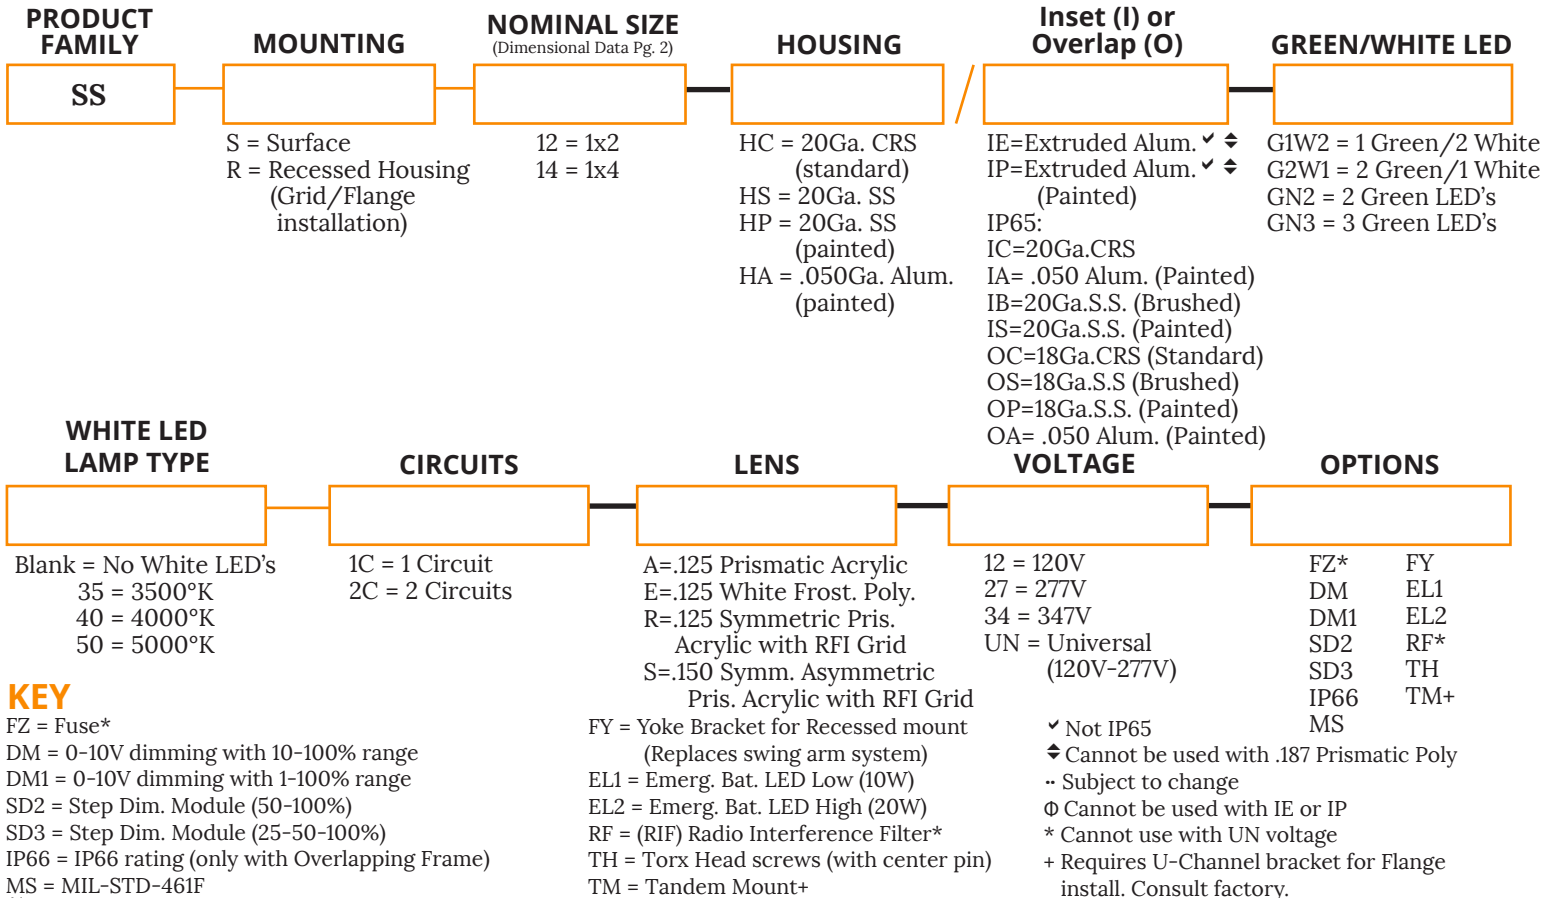 PRODUCT
FAMILY
SS
MOUNTING
S = Surface
R = Recessed Housing
(Grid/Flange
installation)
NOMINAL SIZE
(Dimensional Data Pg. 2)
12 = 1x2
14 = 1x4
HOUSING
HC = 20Ga. CRS
(standard)
HS = 20Ga. SS
HP = 20Ga. SS
(painted)
HA = .050Ga. Alum.
(painted)
/
Inset (I) or
Overlap (O)
IE=Extruded Alum. ✔ ⬘
IP=Extruded Alum. ✔ ⬘
(Painted)
IP65:
IC=20Ga.CRS
IA= .050 Alum. (Painted)
IB=20Ga.S.S. (Brushed)
IS=20Ga.S.S. (Painted)
OC=18Ga.CRS (Standard)
OS=18Ga.S.S (Brushed)
OP=18Ga.S.S. (Painted)
OA= .050 Alum. (Painted)
GREEN/WHITE LED
G1W2 = 1 Green/2 White
G2W1 = 2 Green/1 White
GN2 = 2 Green LED's
GN3 = 3 Green LED's
WHITE LED
LAMP TYPE
Blank = No White LED's
35 = 3500°K
40 = 4000°K
50 = 5000°K
CIRCUITS
1C = 1 Circuit
2C = 2 Circuits
LENS
A=.125 Prismatic Acrylic
E=.125 White Frost. Poly.
R=.125 Symmetric Pris.
Acrylic with RFI Grid
S=.150 Symm. Asymmetric
Pris. Acrylic with RFI Grid
VOLTAGE
12 = 120V
27 = 277V
34 = 347V
UN = Universal
(120V-277V)
OPTIONS
FZ*
DM
DM1
SD2
SD3
IP66
MS
FY
EL1
EL2
RF*
TH
TM+
KEY
FZ = Fuse*
DM = 0-10V dimming with 10-100% range
DM1 = 0-10V dimming with 1-100% range
SD2 = Step Dim. Module (50-100%)
SD3 = Step Dim. Module (25-50-100%)
IP66 = IP66 rating (only with Overlapping Frame)
MS = MIL-STD-461F
FY = Yoke Bracket for Recessed mount
(Replaces swing arm system)
EL1 = Emerg. Bat. LED Low (10W)
EL2 = Emerg. Bat. LED High (20W)
RF = (RIF) Radio Interference Filter*
TH = Torx Head screws (with center pin)
TM = Tandem Mount+
✔ Not IP65
⬘ Cannot be used with .187 Prismatic Poly
·· Subject to change
Φ Cannot be used with IE or IP
* Cannot use with UN voltage
+ Requires U-Channel bracket for Flange
install. Consult factory.